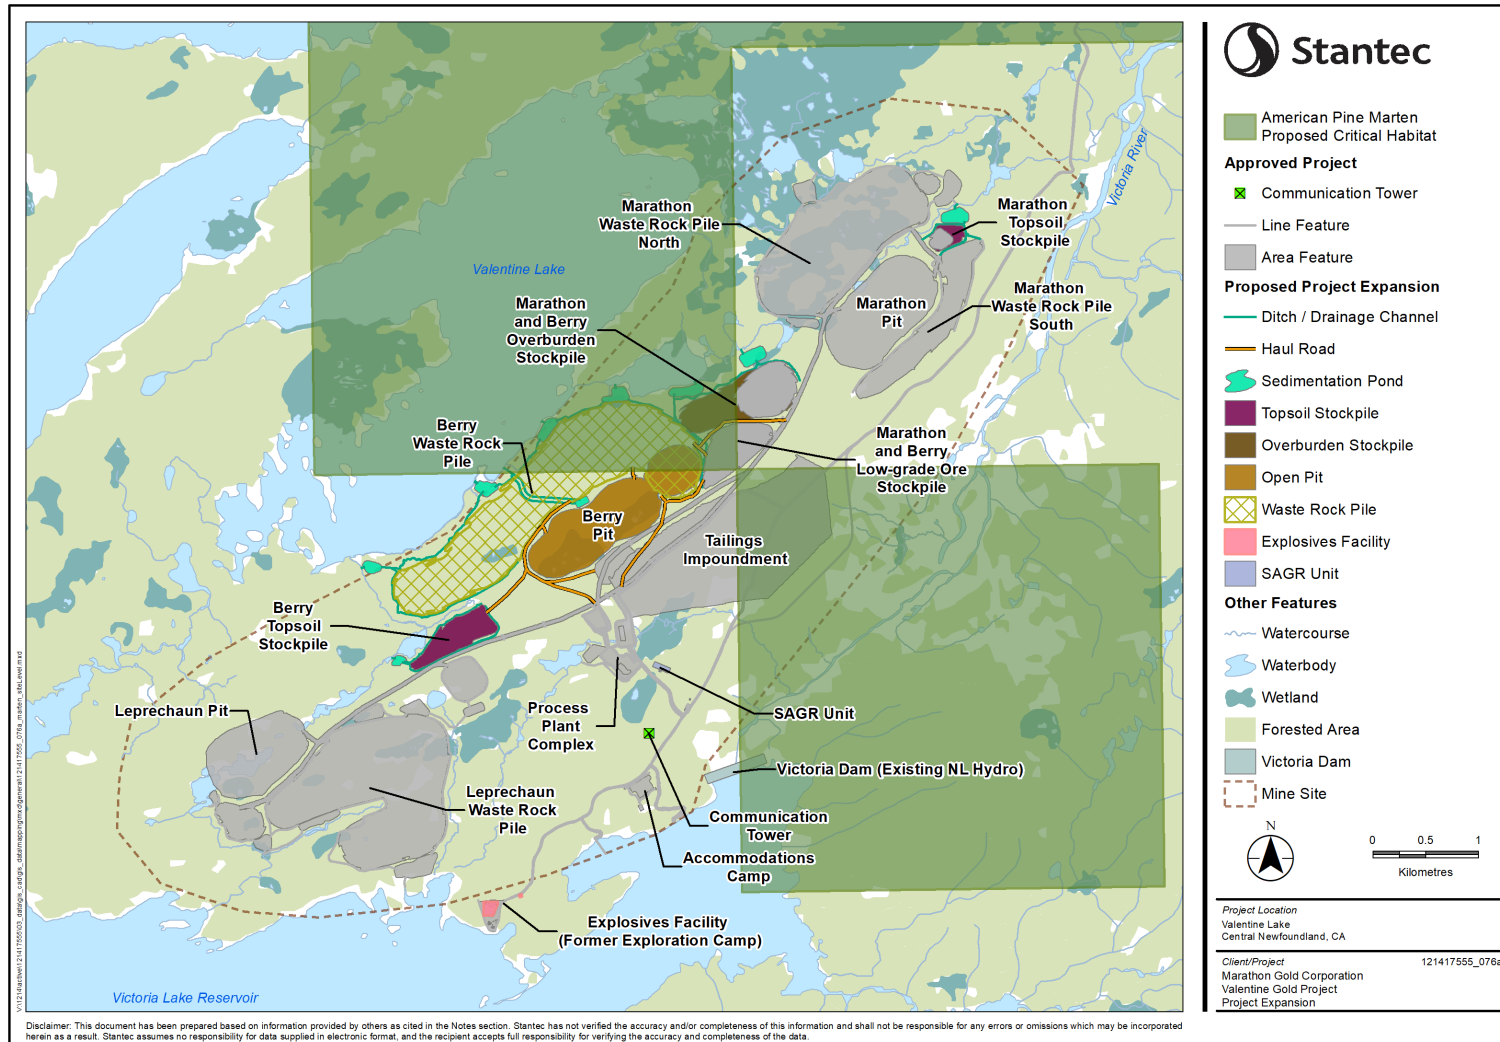 Stantec
American Pine Marten
Proposed Critical Habitat
Approved Project
Communication Tower
Line Feature
Area Feature
Proposed Project Expansion
Ditch / Drainage Channel
Haul Road
Sedimentation Pond
Topsoil Stockpile
Overburden Stockpile
Open Pit
Waste Rock Pile
Explosives Facility
SAGR Unit
Other Features
Watercourse
Waterbody
Wetland
Forested Area
Victoria Dam
Mine Site
N
0 0.5 1
Kilometres
Project Location
Valentine Lake
Central Newfoundland, CA
Client/Project 121417555_076a
Marathon Gold Corporation
Valentine Gold Project
Project Expansion
Victoria River
Marathon
Waste Rock Pile
North
Marathon
Topsoil
Stockpile
Valentine Lake
Marathon
and Berry
Overburden
Stockpile
Marathon
Pit
Marathon
Waste Rock Pile
South
Berry
Waste Rock
Pile
Marathon
and Berry
Low-grade Ore
Stockpile
Berry
Pit
Tailings
Impoundment
Berry
Topsoil
Stockpile
Leprechaun Pit
Process
Plant
Complex
SAGR Unit
Victoria Dam (Existing NL Hydro)
Leprechaun
Waste Rock
Pile
Communication
Tower
Accommodations
Camp
Explosives Facility
(Former Exploration Camp)
Victoria Lake Reservoir
Disclaimer: This document has been prepared based on information provided by others as cited in the Notes section. Stantec has not verified the accuracy and/or completeness of this information and shall not be responsible for any errors or omissions which may be incorporated
herein as a result. Stantec assumes no responsibility for data supplied in electronic format, and the recipient accepts full responsibility for verifying the accuracy and completeness of the data.